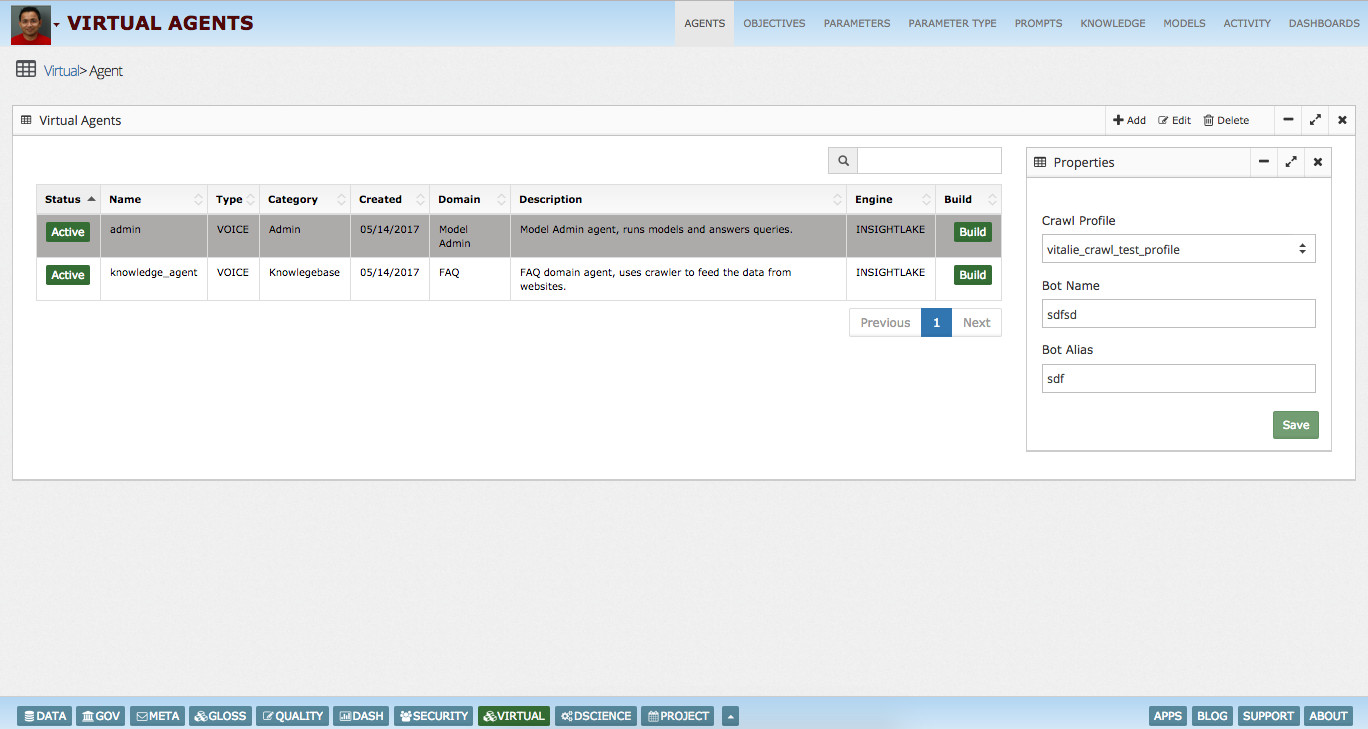 VIRTUAL AGENTS
AGENTS OBJECTIVES PARAMETERS PARAMETER TYPE PROMPTS KNOWLEDGE MODELS ACTIVITY DASHBOARDS
Virtual> Agent
Virtual Agents
Add Edit Delete
Status Name Type Category Created Domain Description Engine Build
Active admin VOICE Admin 05/14/2017 Model Admin Model Admin agent, runs models and answers queries. INSIGHTLAKE Build
Active knowledge_agent VOICE Knowlegebase 05/14/2017 FAQ FAQ domain agent, uses crawler to feed the data from websites. INSIGHTLAKE Build
Previous 1 Next
Properties
Crawl Profile
vitalie_crawl_test_profile
Bot Name
sdfsd
Bot Alias
sdf
Save
DATA GOV META GLOSS QUALITY DASH SECURITY VIRTUAL DSCIENCE PROJECT
APPS BLOG SUPPORT ABOUT